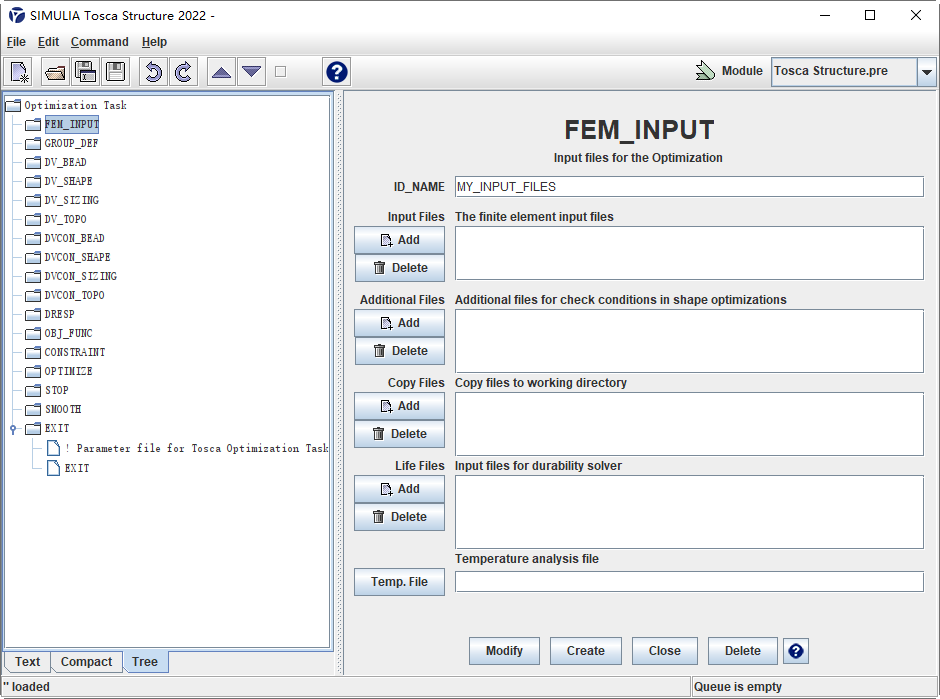 SIMULIA Tosca Structure 2022 -
File Edit Command Help
Module Tosca Structure.pre
Optimization Task
FEM_INPUT
GROUP_DEF
DV_BEAD
DV_SHAPE
DV_SIZING
DV_TOPO
DVCON_BEAD
DVCON_SHAPE
DVCON_SIZING
DVCON_TOPO
DRESP
OBJ_FUNC
CONSTRAINT
OPTIMIZE
STOP
SMOOTH
EXIT
! Parameter file for Tosca Optimization Task
EXIT
Text Compact Tree
FEM_INPUT
Input files for the Optimization
ID_NAME MY_INPUT_FILES
Input Files The finite element input files
Add
Delete
Additional Files Additional files for check conditions in shape optimizations
Add
Delete
Copy Files Copy files to working directory
Add
Delete
Life Files Input files for durability solver
Add
Delete
Temperature analysis file
Temp. File
Modify Create Close Delete ?
'' loaded
Queue is empty